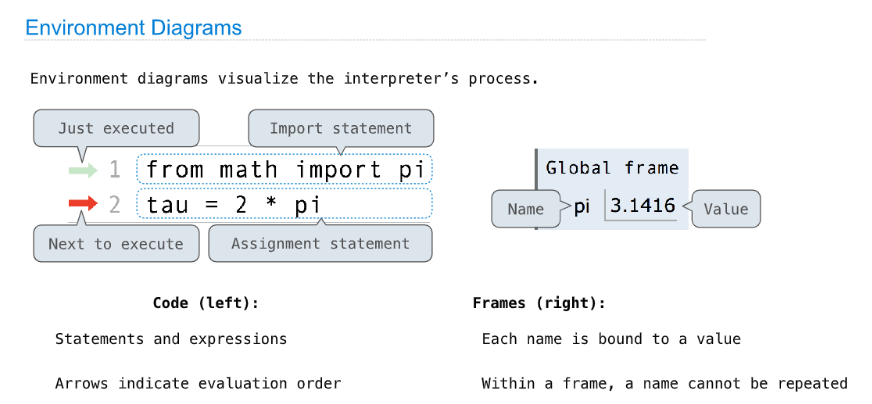 Environment Diagrams
Environment diagrams visualize the interpreter’s process.
Just executed
Import statement
1 from math import pi
2 tau = 2 * pi
Next to execute
Assignment statement
Global frame
Name
pi 3.1416
Value
Code (left):
Statements and expressions
Arrows indicate evaluation order
Frames (right):
Each name is bound to a value
Within a frame, a name cannot be repeated